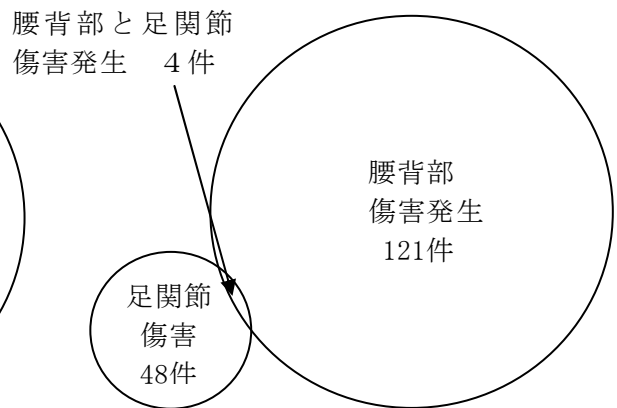 腰背部と足関節
傷害発生　４件
腰背部
傷害発生
121件
足関節
傷害
48件